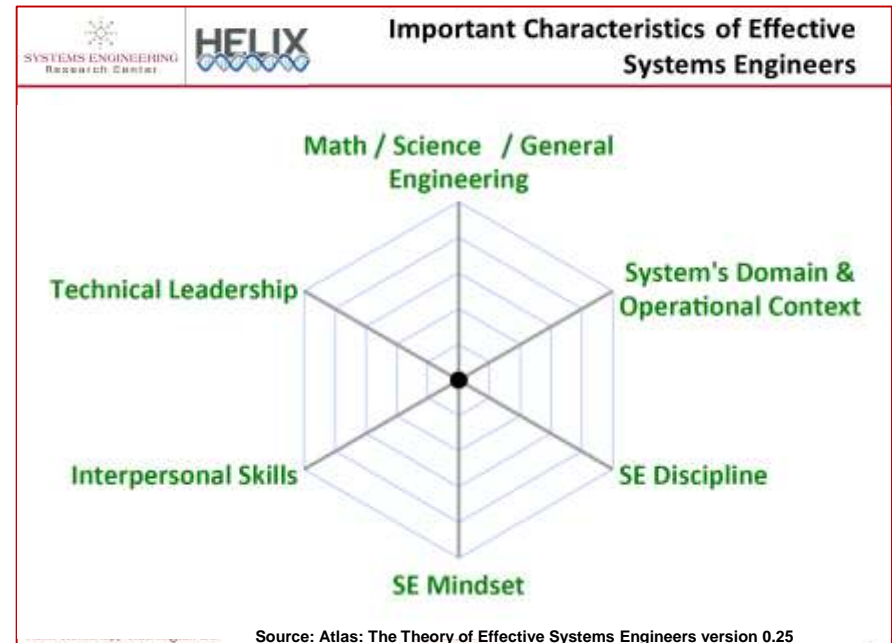 SYSTEMS ENGINEERING
Research Center
HELIX
Important Characteristics of Effective
Systems Engineers
Math / Science / General
Engineering
Technical Leadership
System's Domain &
Operational Context
Interpersonal Skills
SE Discipline
SE Mindset
Source: Atlas: The Theory of Effective Systems Engineers version 0.25